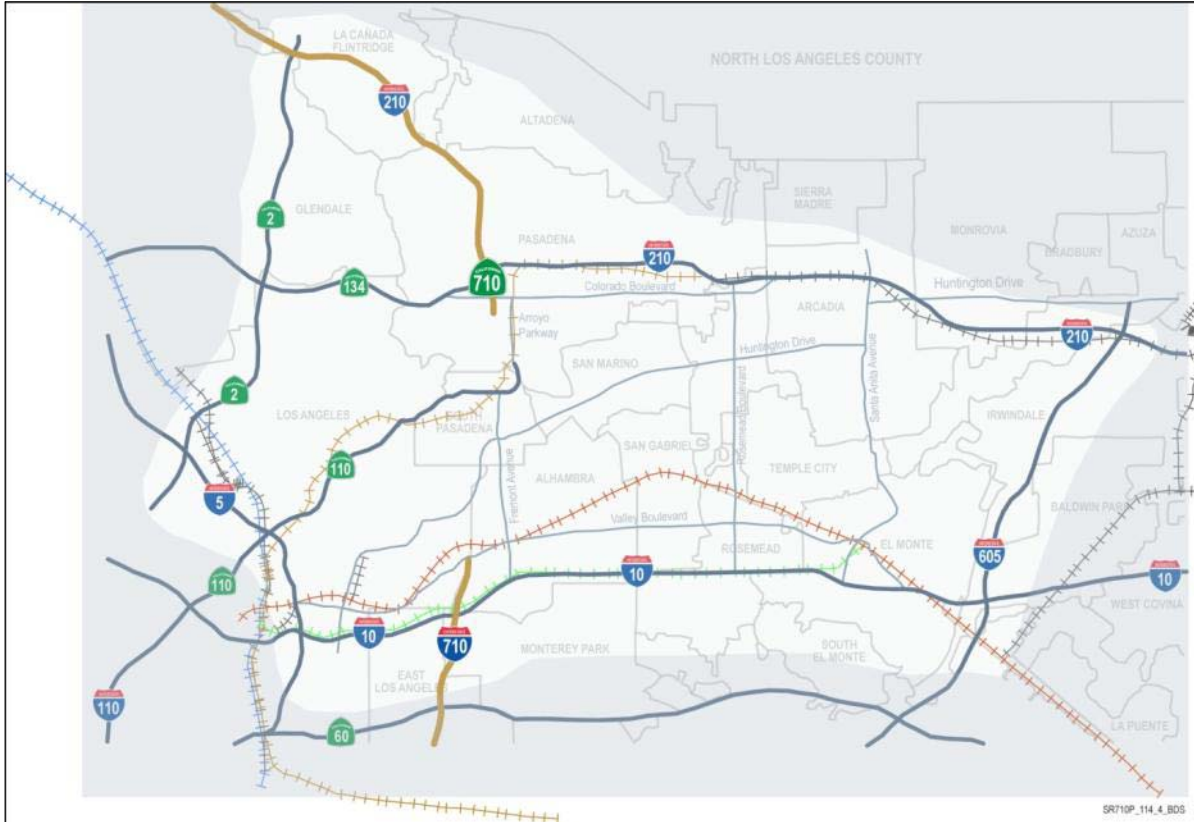 LA CAÑADA
FLINTRIDGE
NORTH LOS ANGELES COUNTY
210
ALTADENA
SIERRA
MADRE
2
GLENDALE
MONROVIA
AZUZA
BRADBURY
PASADENA
210
710
134
Colorado Boulevard
Huntington Drive
ARCADIA
Arroyo
Parkway
210
SAN MARINO
Huntington Drive
Rosemead Boulevard
Santa Anita Avenue
2
LOS ANGELES
PASADENA
IRWINDALE
SAN GABRIEL
110
TEMPLE CITY
ALHAMBRA
Fremont Avenue
5
BALDWIN PARK
Valley Boulevard
ROSEMEAD
EL MONTE
605
110
10
10
WEST COVINA
10
710
MONTEREY PARK
SOUTH
EL MONTE
EAST
LOS ANGELES
110
60
LA PUENTE
SR710P_114_4_BDS